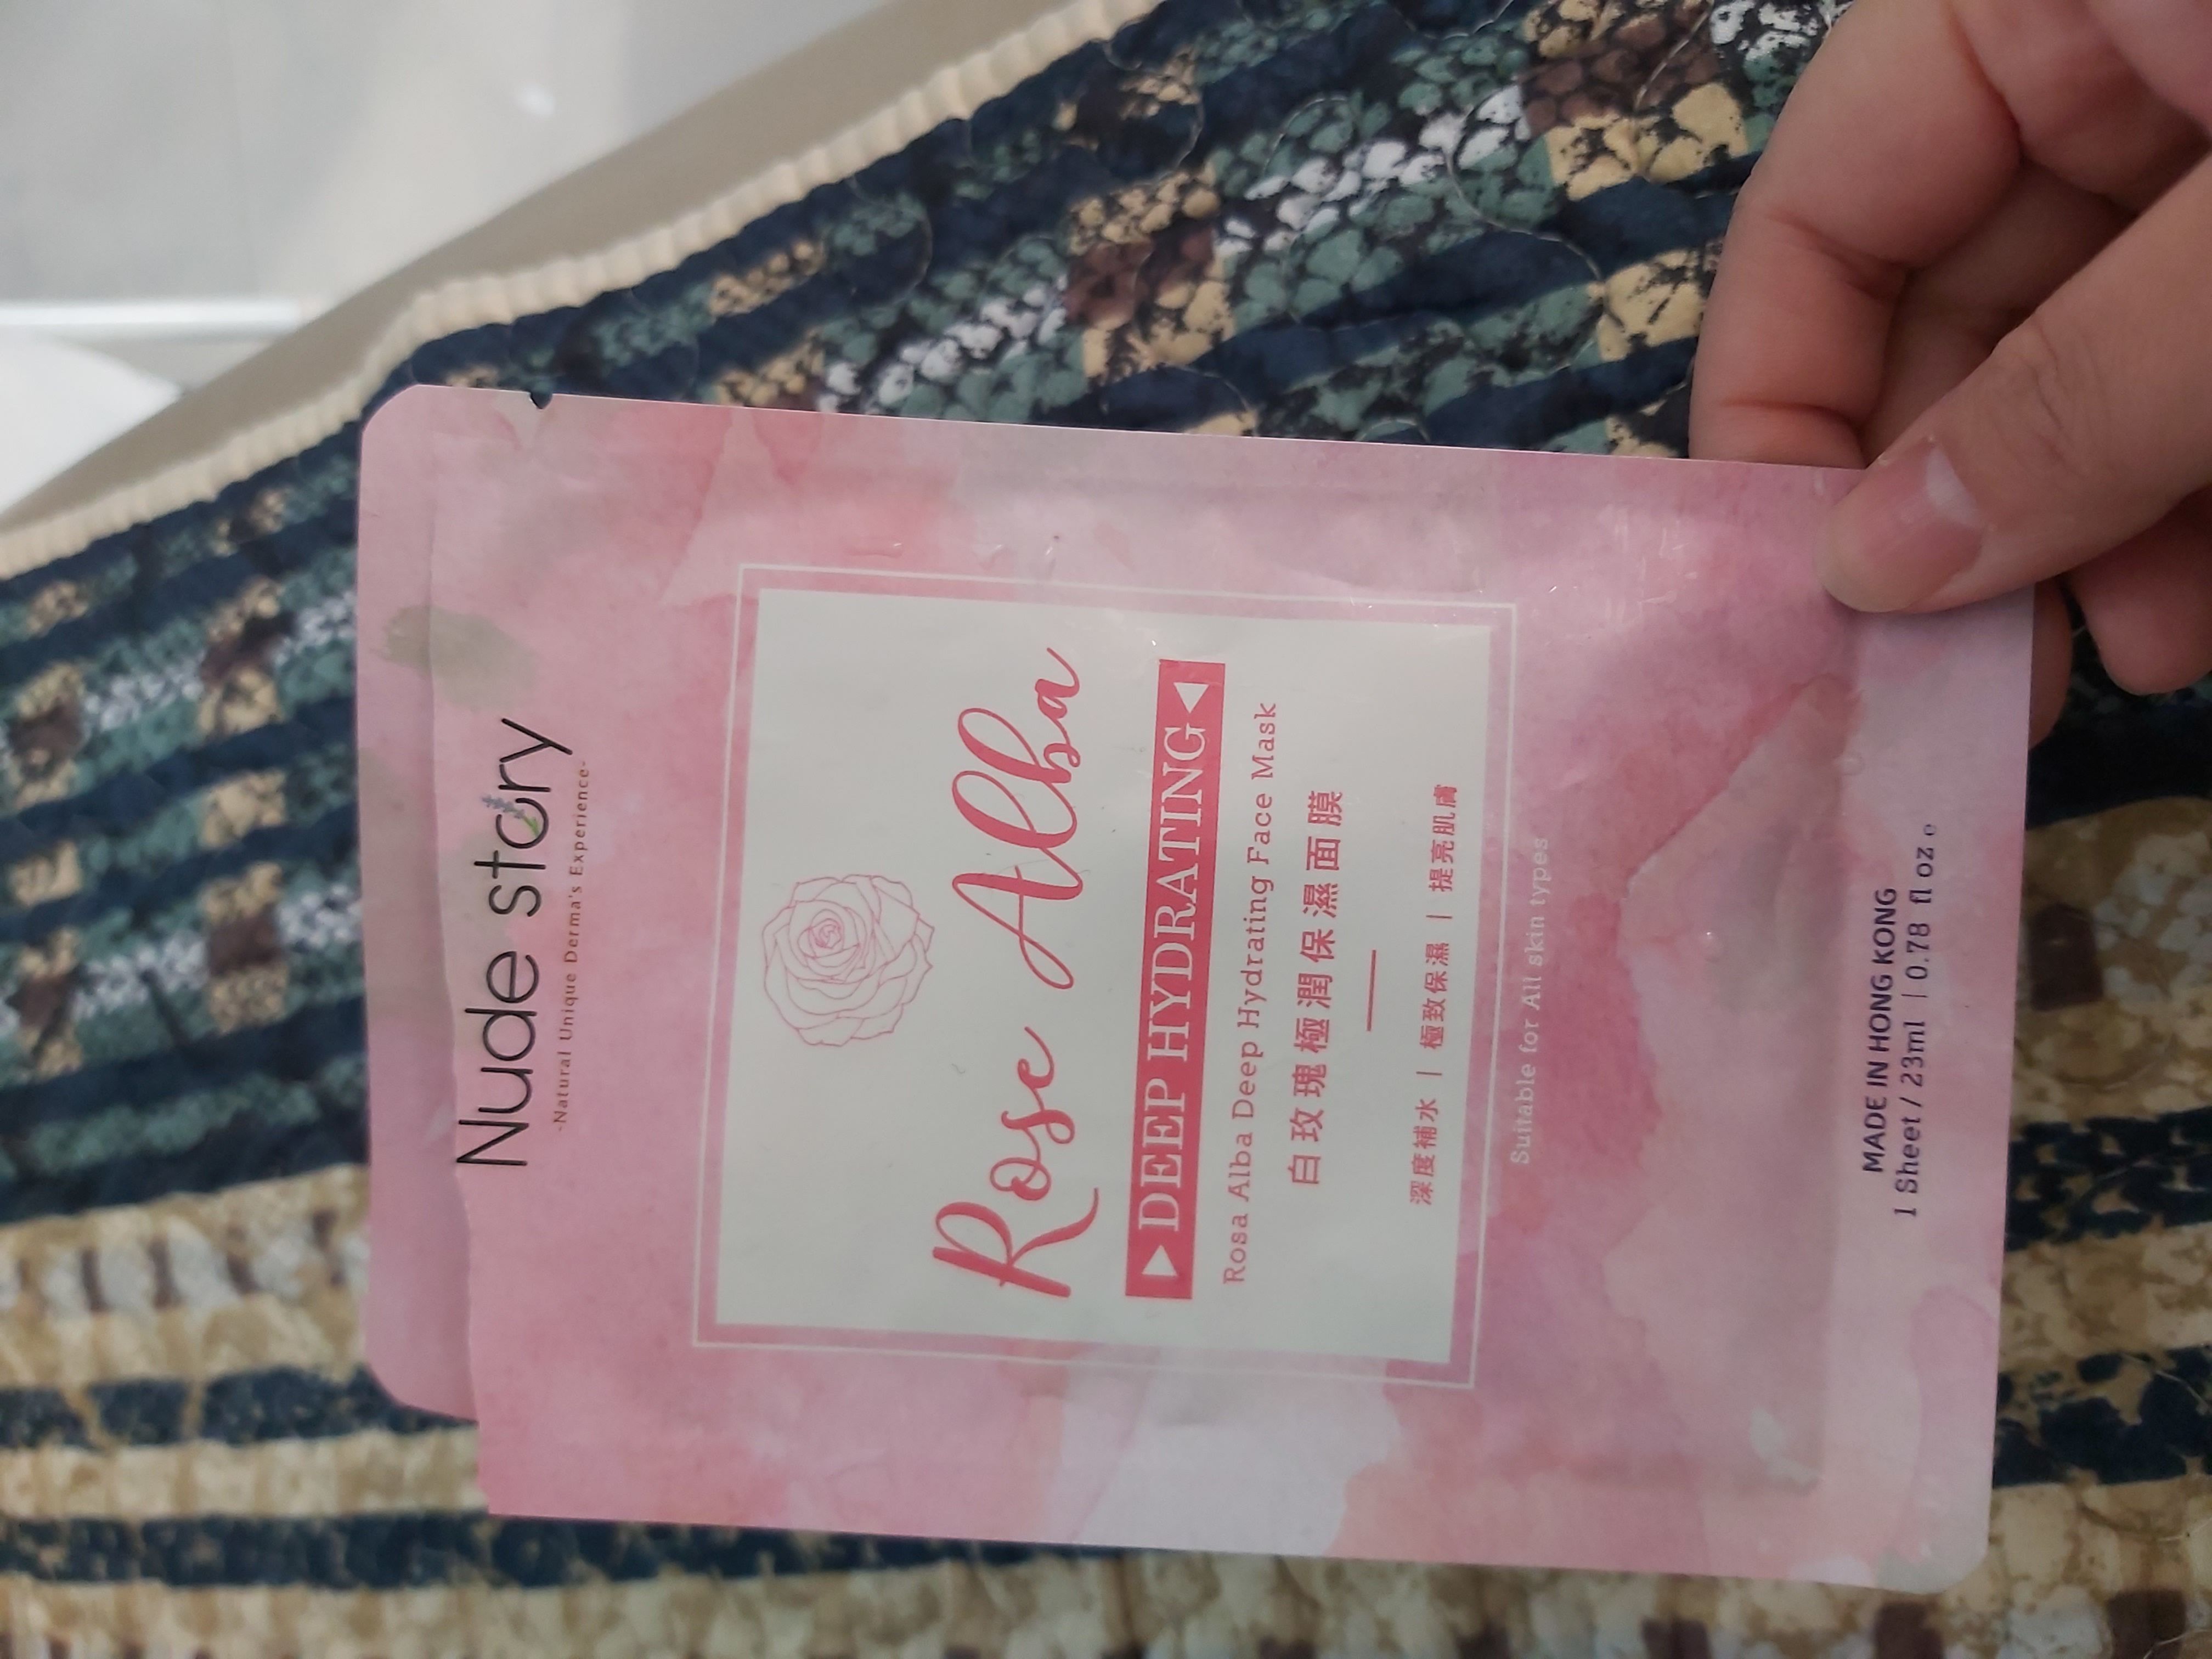 Nude story
-Natural Unique Derma's Experience-
Rose Alba
DEEP HYDRATING
Rosa Alba Deep Hydrating Face Mask
白玫瑰極潤保濕面膜
深度補水 | 極致保濕 | 提亮肌膚
Suitable for All skin types
MADE IN HONG KONG
1 Sheet / 23ml | 0.78 fl oz ℮